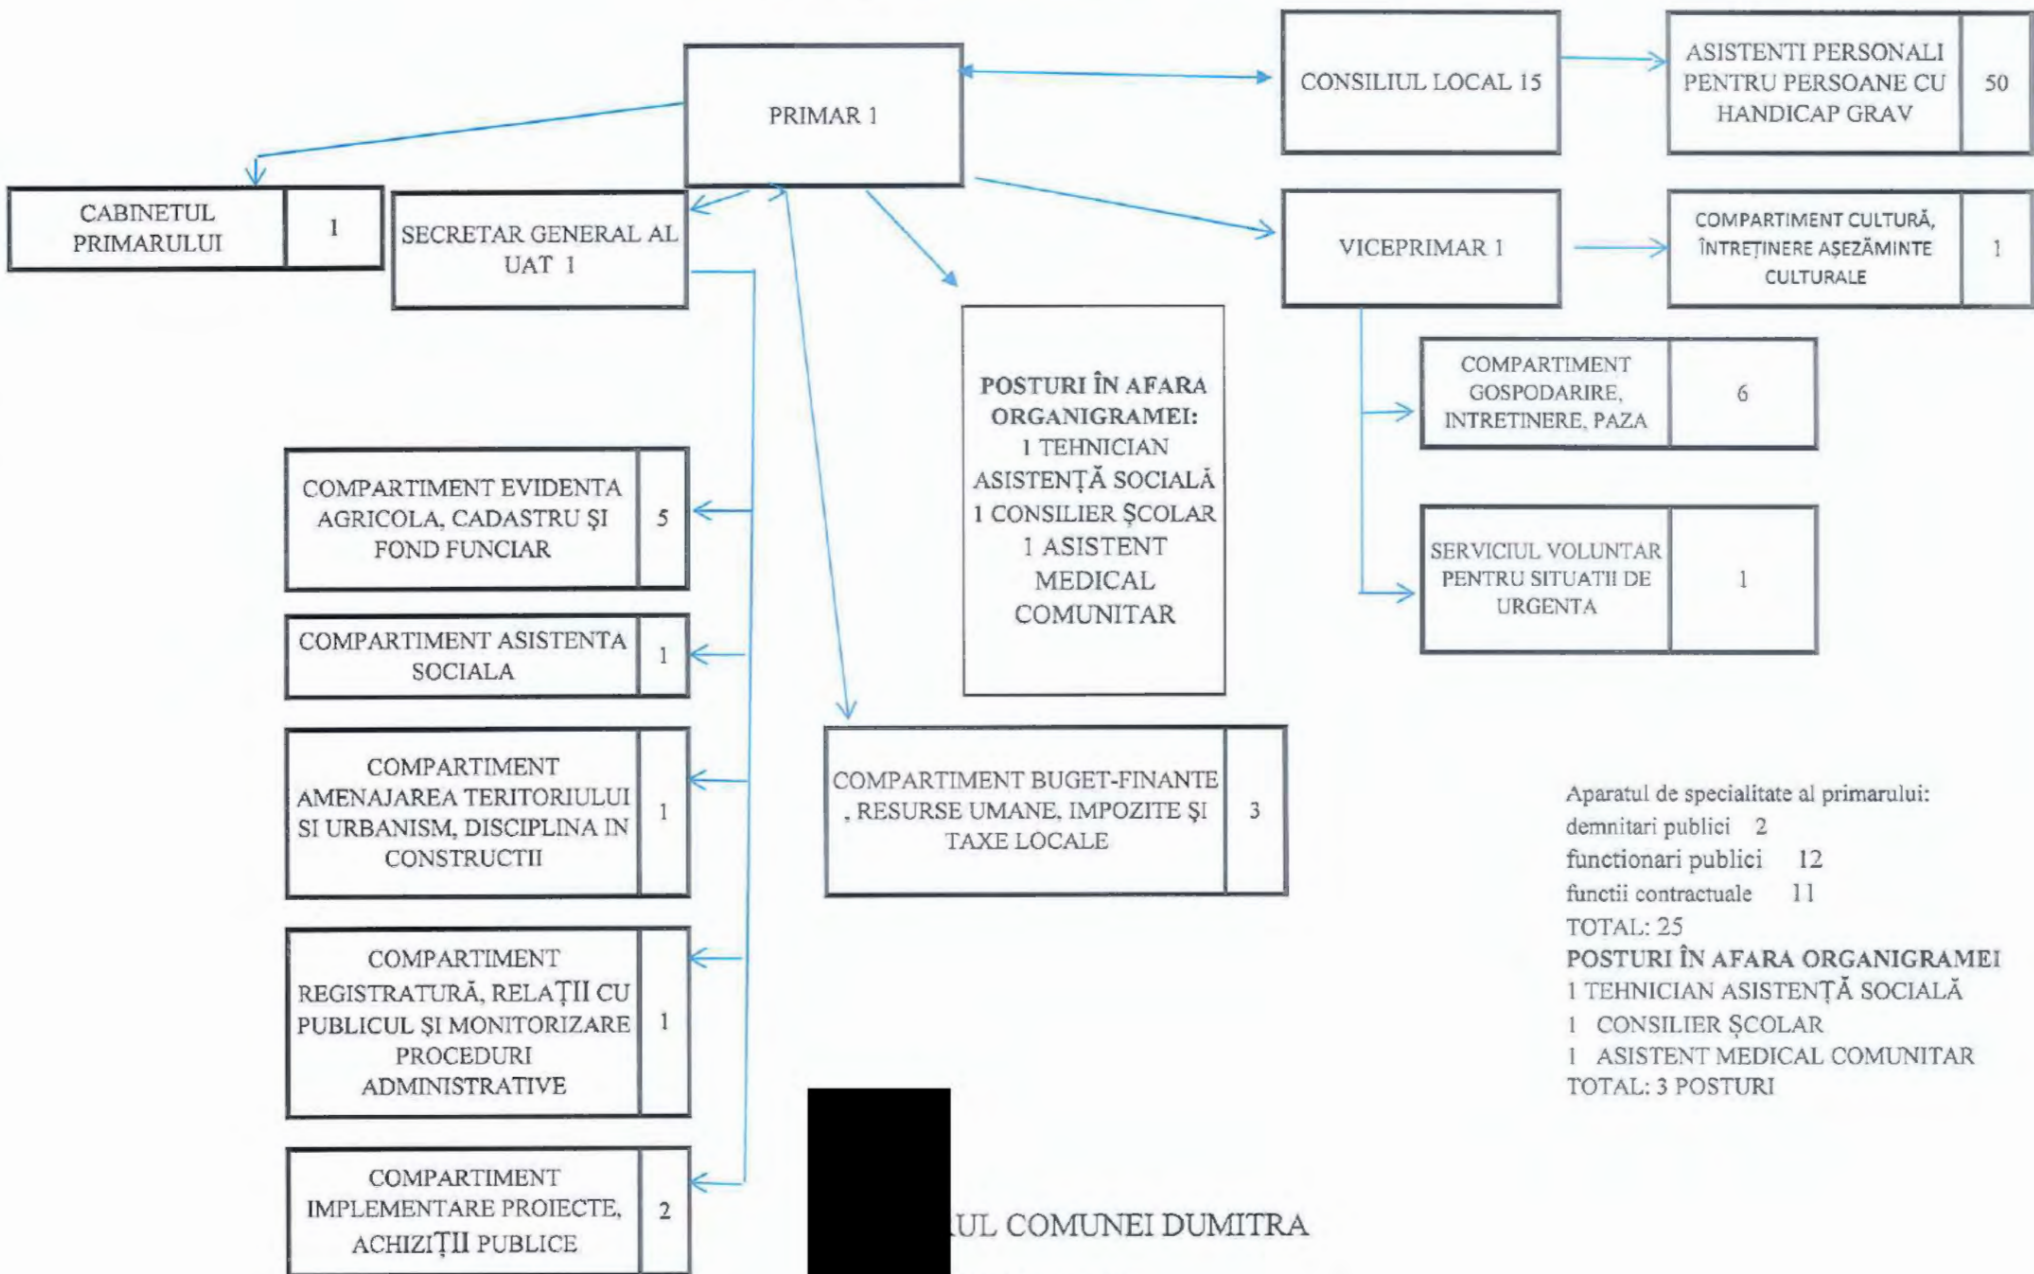 PRIMAR 1
CONSILIUL LOCAL 15
ASISTENTI PERSONALI
PENTRU PERSOANE CU
HANDICAP GRAV
50
CABINETUL
PRIMARULUI
1
SECRETAR GENERAL AL
UAT 1
VICEPRIMAR 1
COMPARTIMENT CULTURĂ,
ÎNTREȚINERE AȘEZĂMINTE
CULTURALE
1
POSTURI ÎN AFARA
ORGANIGRAMEI:
1 TEHNICIAN
ASISTENȚĂ SOCIALĂ
1 CONSILIER ȘCOLAR
1 ASISTENT
MEDICAL
COMUNITAR
COMPARTIMENT
GOSPODARIRE,
INTRETINERE, PAZA
6
SERVICIUL VOLUNTAR
PENTRU SITUATII DE
URGENTA
1
COMPARTIMENT EVIDENTA
AGRICOLA, CADASTRU ŞI
FOND FUNCIAR
5
COMPARTIMENT ASISTENTA
SOCIALA
1
COMPARTIMENT
AMENAJAREA TERITORIULUI
SI URBANISM, DISCIPLINA IN
CONSTRUCTII
1
COMPARTIMENT
REGISTRATURĂ, RELAȚII CU
PUBLICUL ŞI MONITORIZARE
PROCEDURI
ADMINISTRATIVE
1
COMPARTIMENT
IMPLEMENTARE PROIECTE,
ACHIZIȚII PUBLICE
2
COMPARTIMENT BUGET-FINANTE
, RESURSE UMANE, IMPOZITE ŞI
TAXE LOCALE
3
Aparatul de specialitate al primarului:
demnitari publici 2
functionari publici 12
functii contractuale 11
TOTAL: 25
POSTURI ÎN AFARA ORGANIGRAMEI
1 TEHNICIAN ASISTENȚĂ SOCIALĂ
1 CONSILIER ȘCOLAR
1 ASISTENT MEDICAL COMUNITAR
TOTAL: 3 POSTURI
COMUNEI DUMITRA